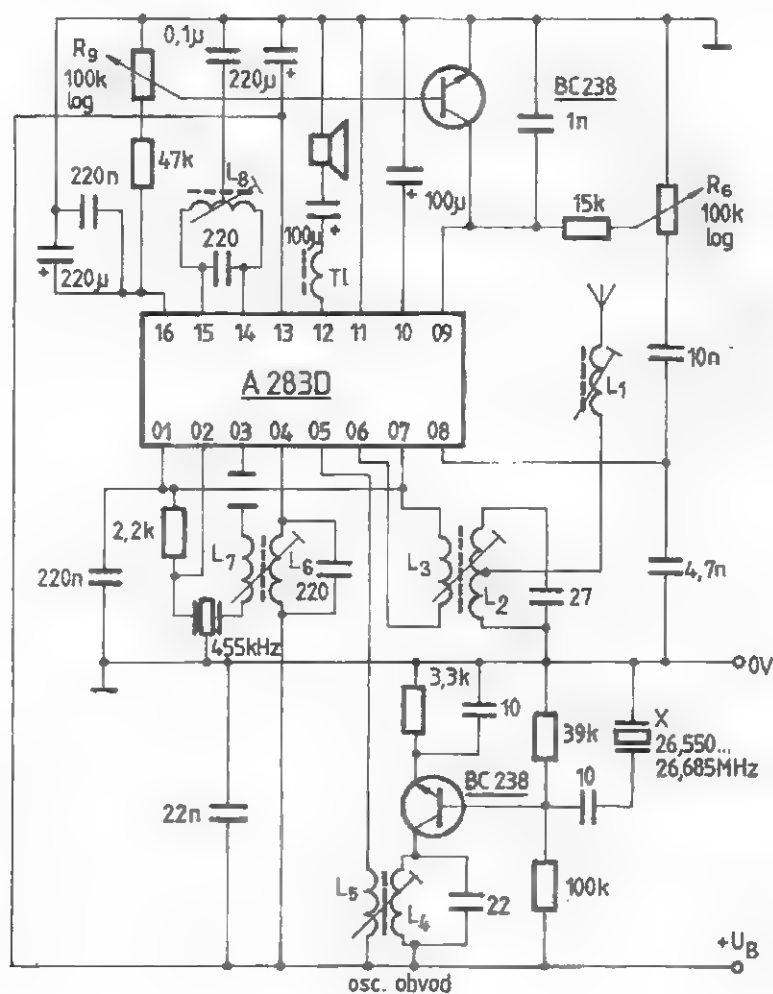 0,1µ
R9
100k
log
220µ
+
BC238
1n
47k
L8
220n
15k
R6
100k
log
100µ
+
220
100µ
+
220µ
+
Tl
16 15 14 13 12 11 10 09
10n
A 283D
L1
01 02 03 04 05 06 07 08
2,2k
L7
L6
L3
L2
4,7n
220n
220
27
455kHz
0V
3,3k
10
39k
X
26,550...
26,685MHz
BC 238
10
22n
L5
L4
22
100k
+UB
osc. obvod